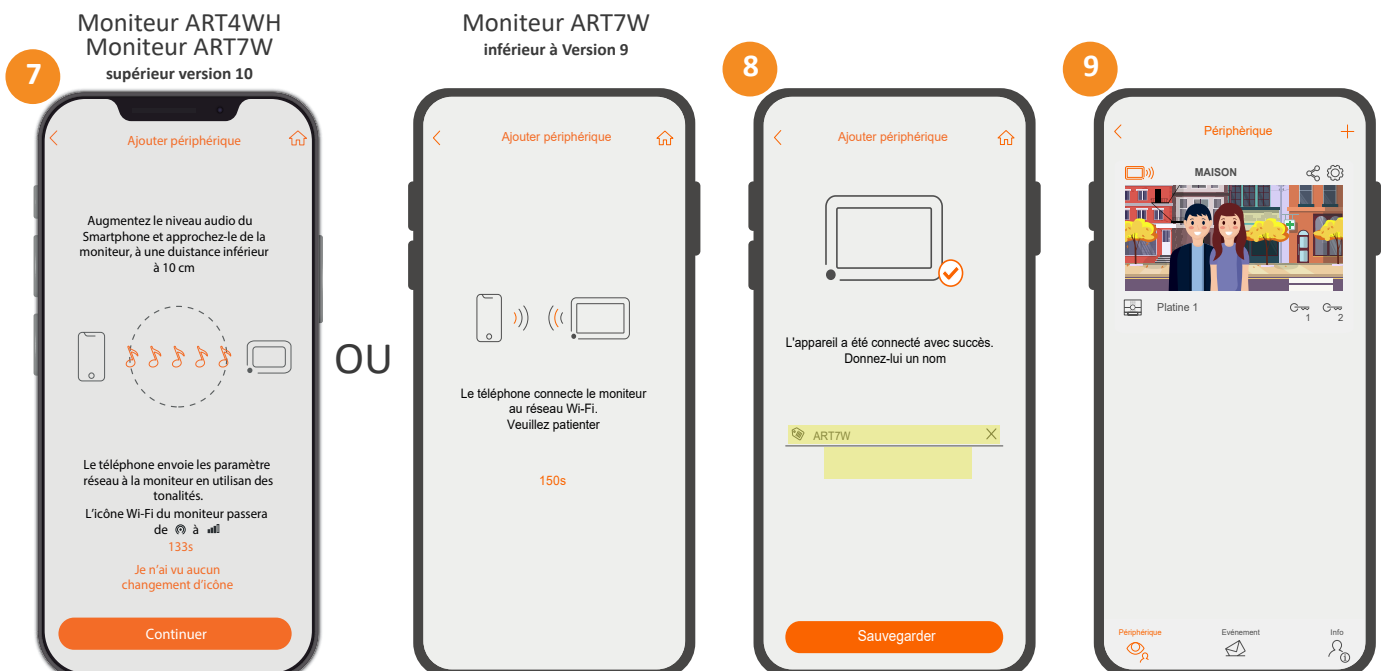 Moniteur ART4WH
Moniteur ART7W
supérieur version 10
7
Ajouter périphérique
Augmentez le niveau audio du
Smartphone et approchez-le de la
moniteur, à une duistance inférieur
à 10 cm
Le téléphone envoie les paramètre
réseau à la moniteur en utilisan des
tonalités.
L'icône Wi-Fi du moniteur passera
de à
133s
Je n'ai vu aucun
changement d'icône
Continuer
OU
Moniteur ART7W
inférieur à Version 9
Ajouter périphérique
Le téléphone connecte le moniteur
au réseau Wi-Fi.
Veuillez patienter
150s
8
Ajouter périphérique
L'appareil a été connecté avec succès.
Donnez-lui un nom
ART7W
Sauvegarder
9
Périphèrique
MAISON
Platine 1
1 2
Périphérique Evénement Info